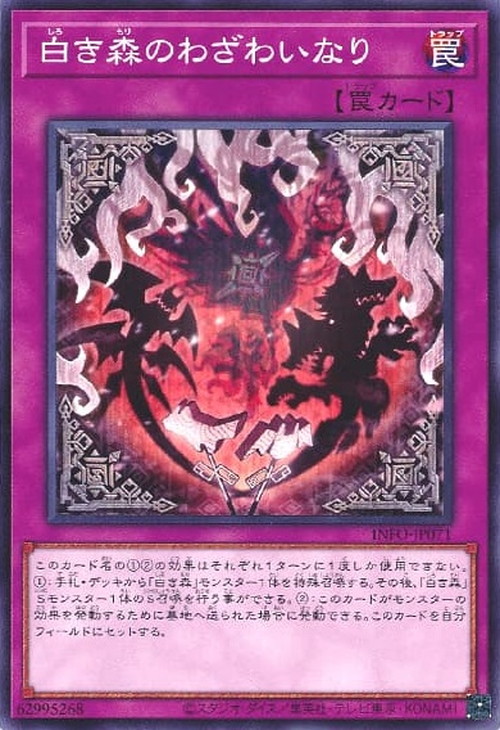 白き森のわざわいなり
罠
【罠カード】
INFO-JP071
このカード名の①②の効果はそれぞれ1ターンに1度しか使用できない。
①:手札・デッキから「白き森」モンスター1体を特殊召喚する。その後、「白き森」
Sモンスター1体のS召喚を行う事ができる。②:このカードがモンスターの
効果を発動するために墓地へ送られた場合に発動できる。このカードを自分
フィールドにセットする。
62995268 ©スタジオ・ダイス/集英社・テレビ東京・KONAMI